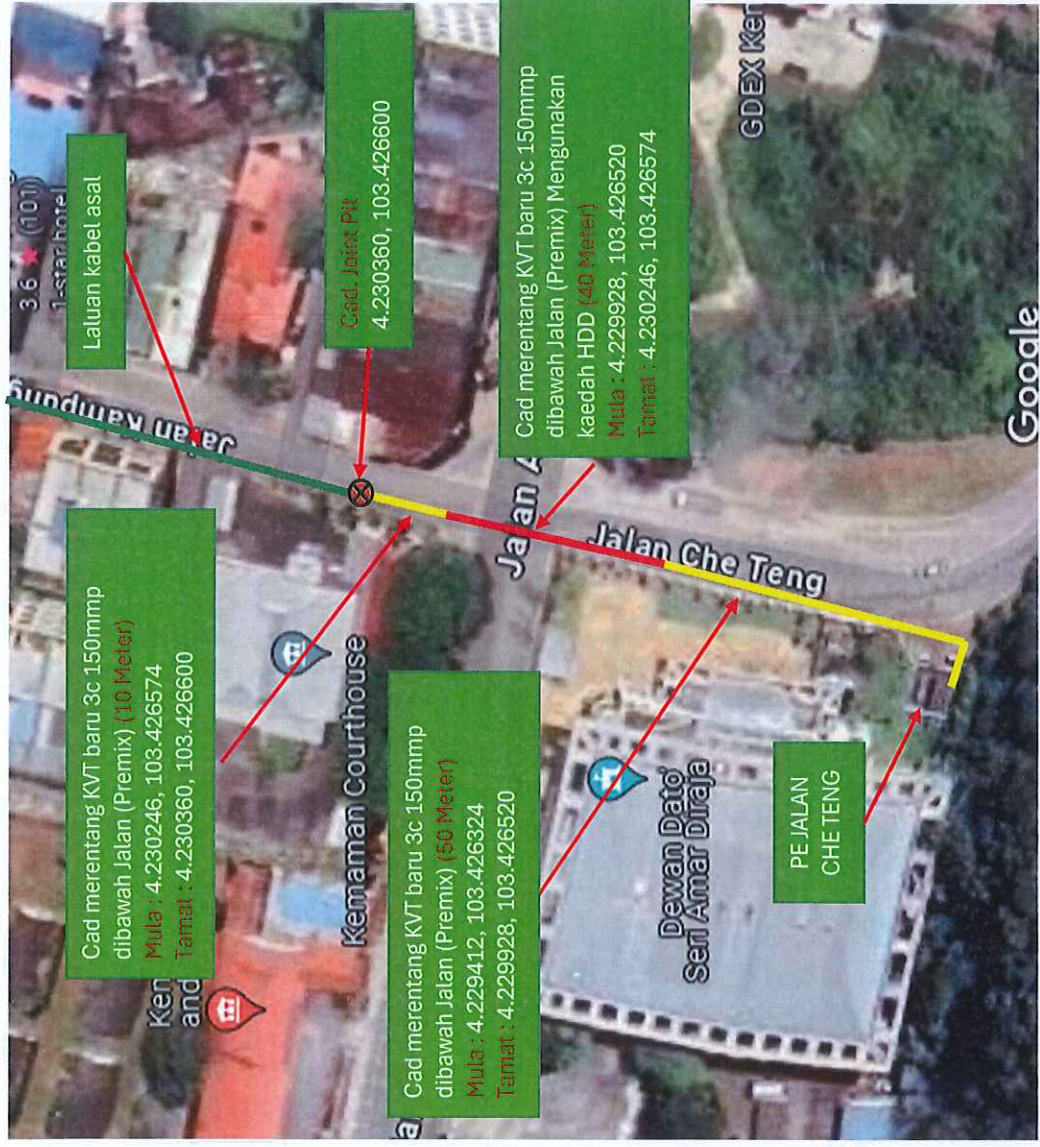 3.6 ★ (101)
1-star hotel
Laluan kabel asal
Cad. Joint Pit
4.230360, 103.426600
Cad merentang KVT baru 3c 150mmp
dibawah Jalan (Premix) Mengunakan
kaedah HDD (40 Meter)
Mula : 4.229928, 103.426520
Tamat : 4.230246, 103.426574
GDEX Ker
Jalan Kampung
Cad merentang KVT baru 3c 150mmp
dibawah Jalan (Premix) (10 Meter)
Mula : 4.230246, 103.426574
Tamat : 4.230360, 103.426600
Ken
and
Kemaman Courthouse
Jalan A
Jalan Che Teng
Cad merentang KVT baru 3c 150mmp
dibawah Jalan (Premix) (50 Meter)
Mula : 4.229412, 103.426324
Tamat : 4.229928, 103.426520
Dewan Dato'
Seri Amar Diraja
PE JALAN
CHE TENG
Google